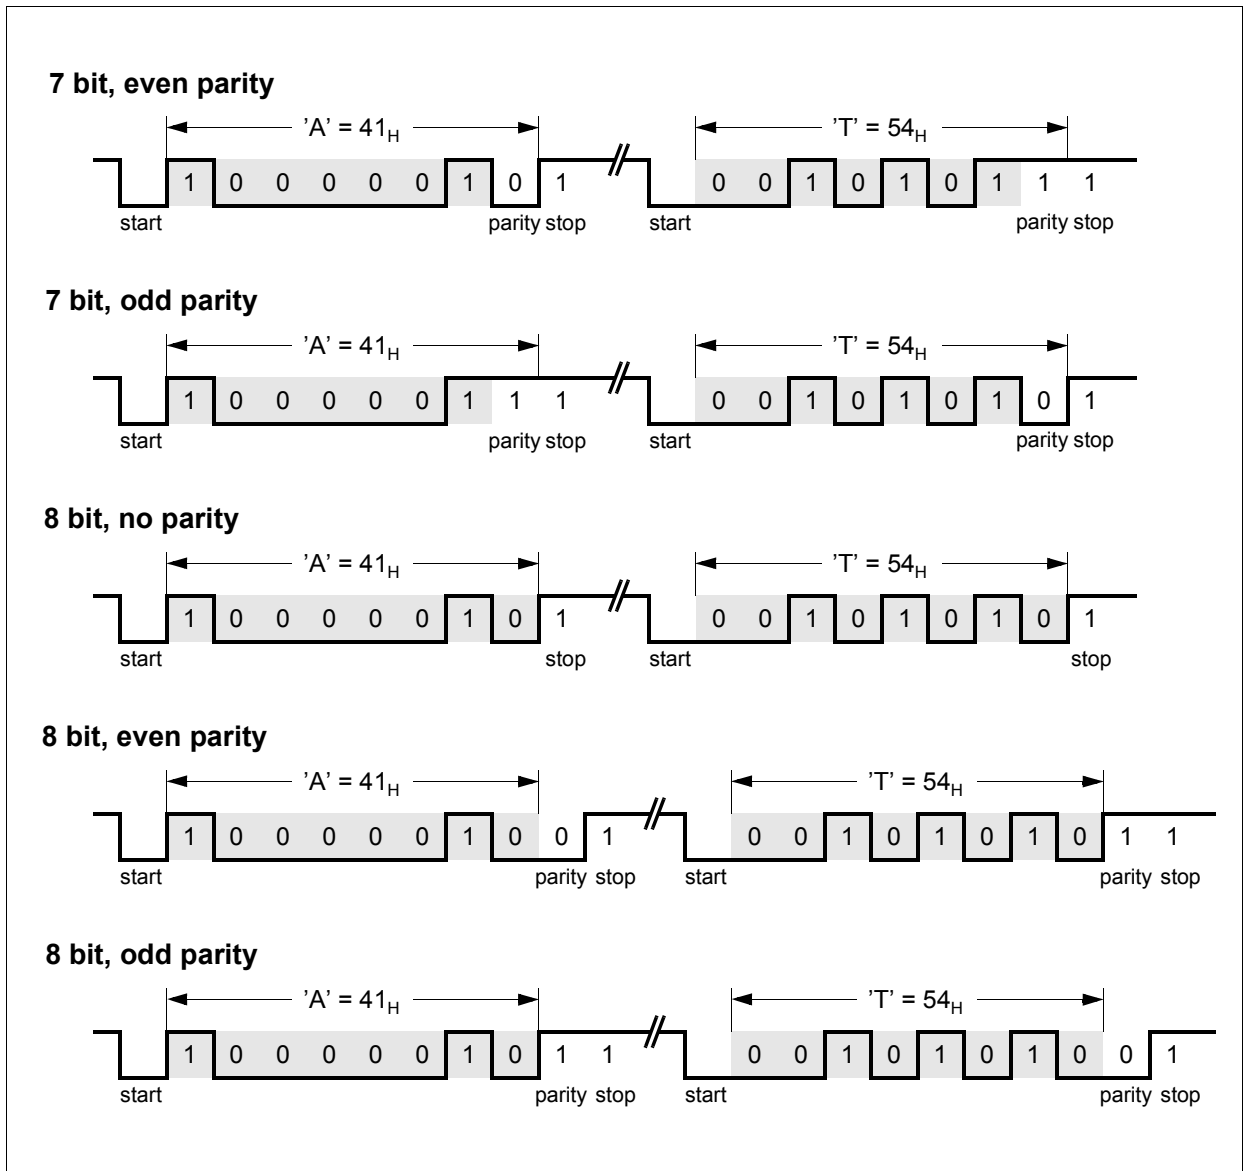 7 bit, even parity
’A’ = 41H ’T’ = 54H
1 0 0 0 0 0 1 0 1 0 0 1 0 1 0 1 1 1
start parity stop start parity stop
7 bit, odd parity
’A’ = 41H ’T’ = 54H
1 0 0 0 0 0 1 1 1 0 0 1 0 1 0 1 0 1
start parity stop start parity stop
8 bit, no parity
’A’ = 41H ’T’ = 54H
1 0 0 0 0 0 1 0 1 0 0 1 0 1 0 1 0 1
start stop start stop
8 bit, even parity
’A’ = 41H ’T’ = 54H
1 0 0 0 0 0 1 0 0 1 0 0 1 0 1 0 1 0 1 1
start parity stop start parity stop
8 bit, odd parity
’A’ = 41H ’T’ = 54H
1 0 0 0 0 0 1 0 1 1 0 0 1 0 1 0 1 0 0 1
start parity stop start parity stop